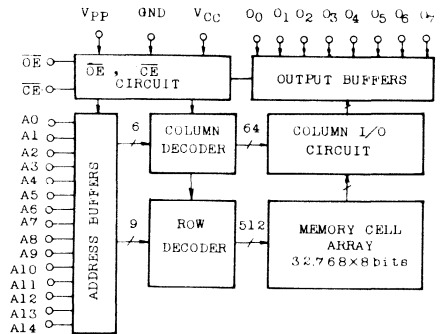 VPP GND VCC O0 O1 O2 O3 O4 O5 O6 O7
OE
CE
OE , CE
CIRCUIT
OUTPUT BUFFERS
A0
A1
A2
A3
A4
A5
A6
A7
A8
A9
A10
A11
A12
A13
A14
ADDRESS BUFFERS
6
COLUMN
DECODER
64
COLUMN I/O
CIRCUIT
9
ROW
DECODER
512
MEMORY CELL
ARRAY
32,768×8bits